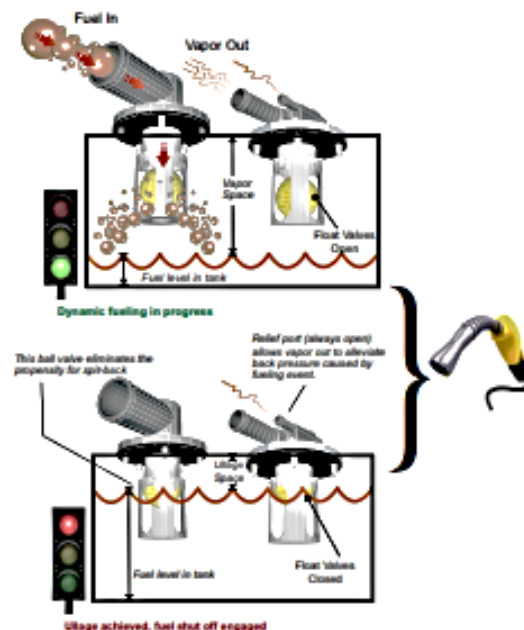 Fuel In
Vapor Out
Vapor
Space
Float Valves
Open
Fuel level in tank
Dynamic fueling in progress
This ball valve eliminates the
propensity for spit-back
Relief port (always open)
allows vapor out to alleviate
back pressure caused by
fueling event.
Ullage
Space
Fuel level in tank
Float Valves
Closed
Ullage achieved, fuel shut off engaged